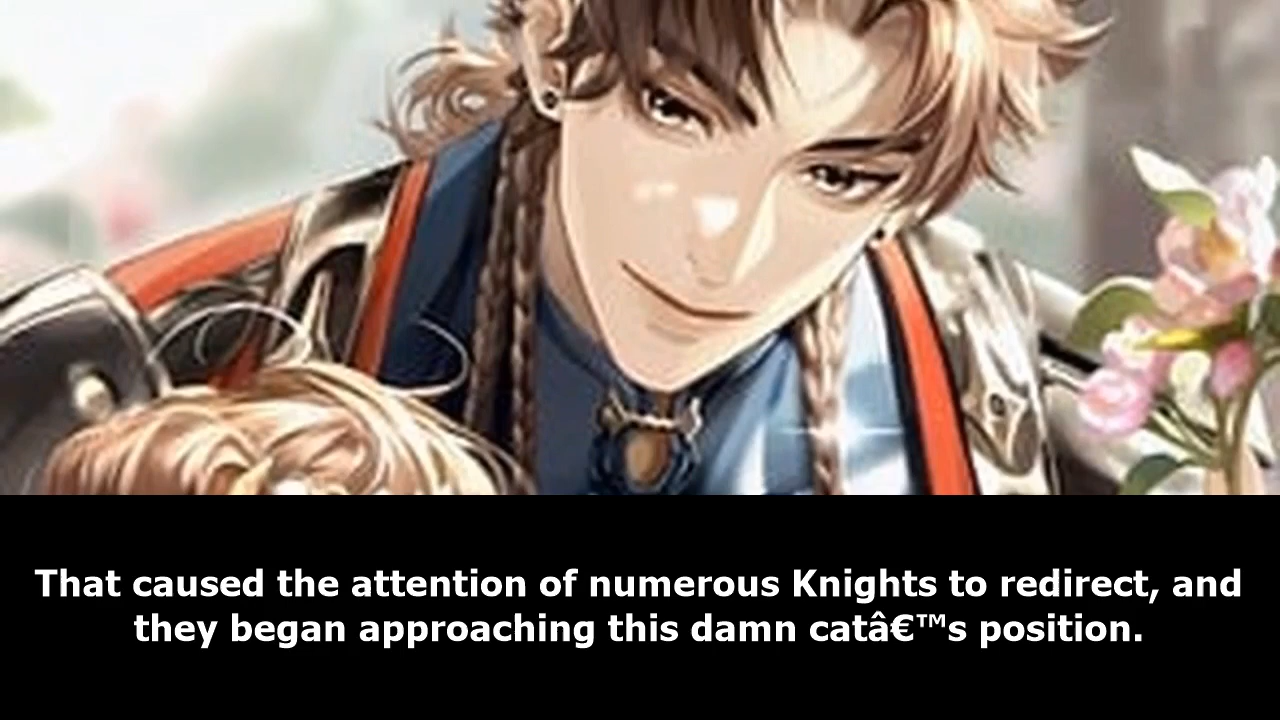 That caused the attention of numerous Knights to redirect, and
they began approaching this damn catâ€™s position.